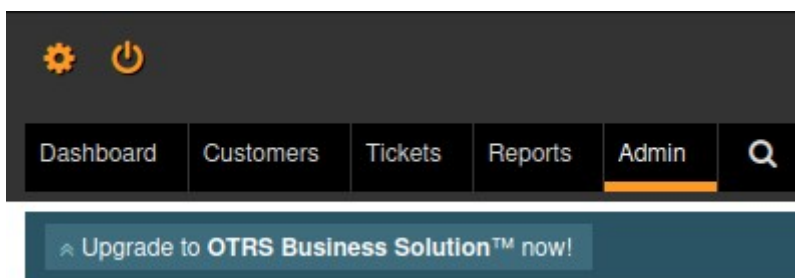 Dashboard Customers Tickets Reports Admin
Upgrade to OTRS Business Solution™ now!